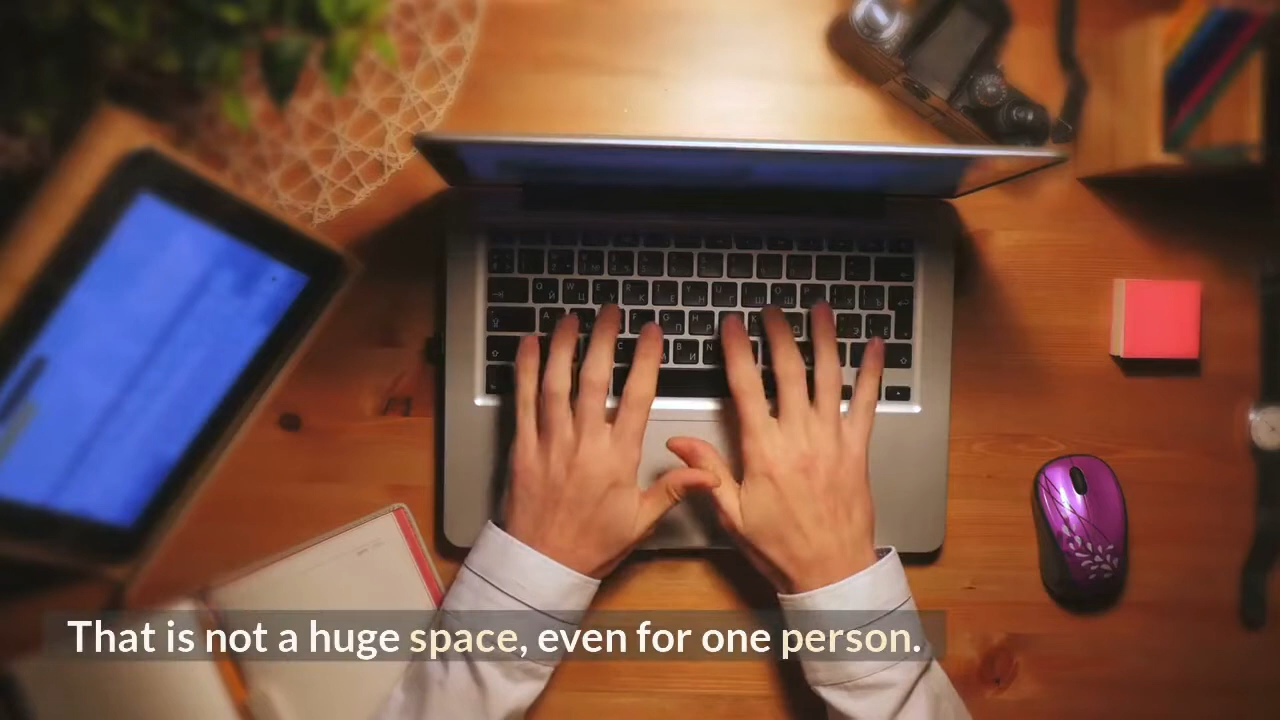 That is not a huge space, even for one person.